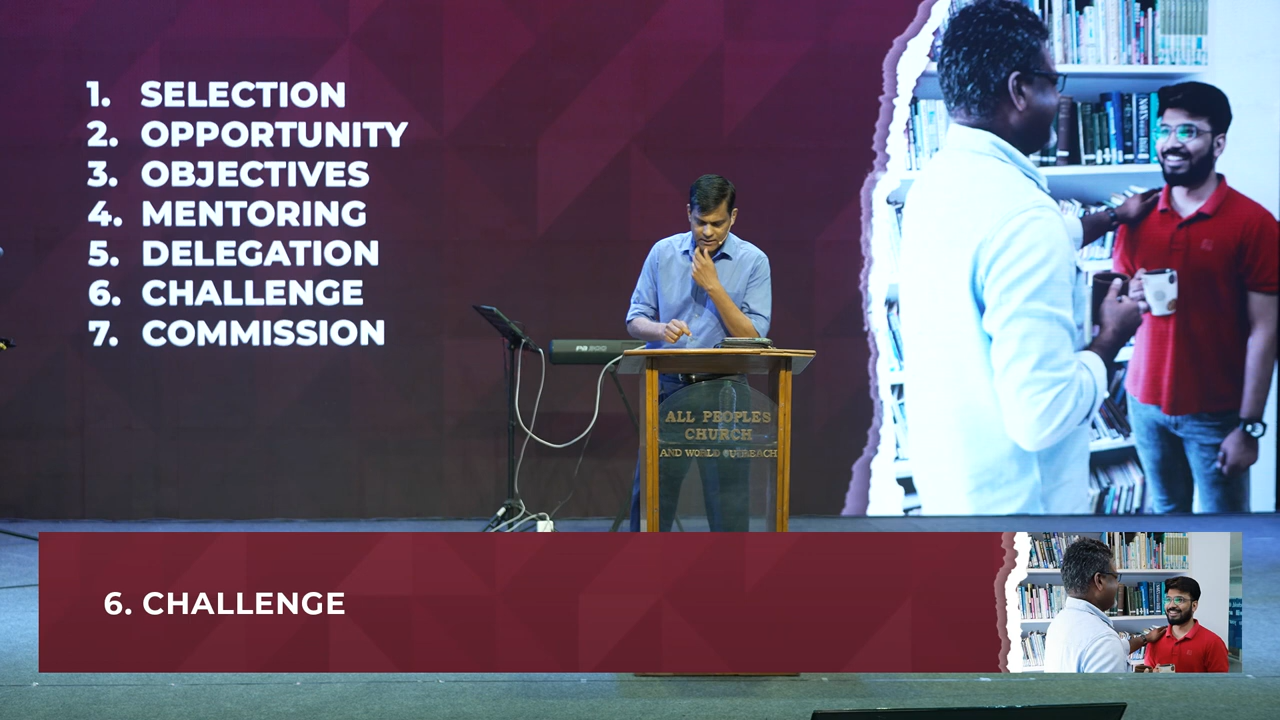 1. SELECTION
2. OPPORTUNITY
3. OBJECTIVES
4. MENTORING
5. DELEGATION
6. CHALLENGE
7. COMMISSION
ALL PEOPLES
CHURCH
AND WORLD OUTREACH
6. CHALLENGE